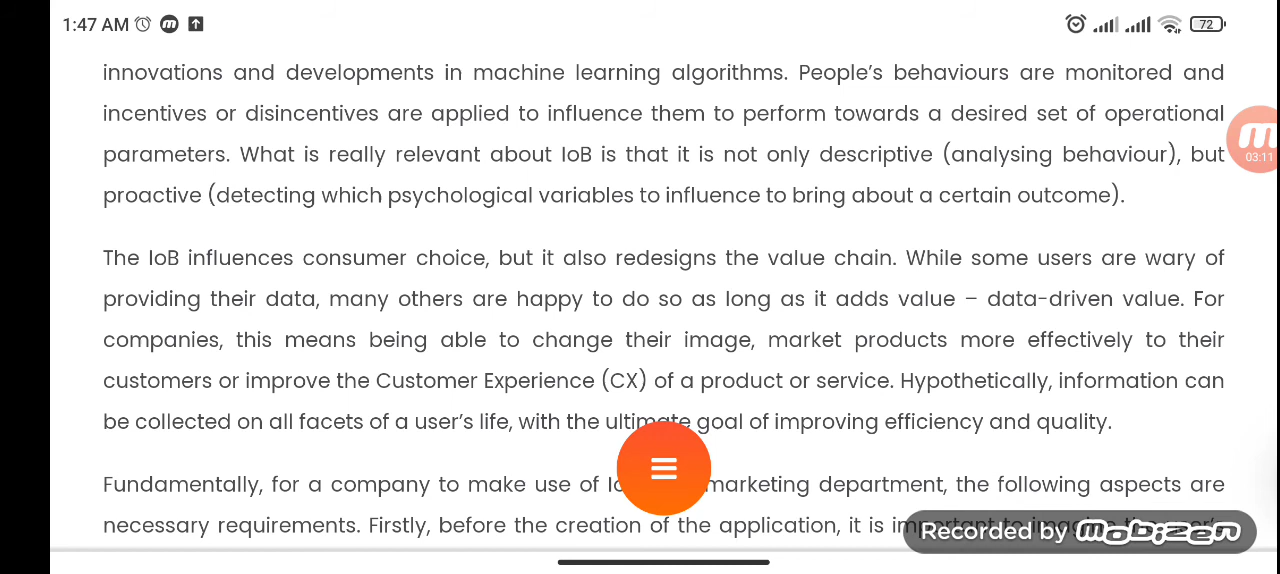 1:47 AM
72
innovations and developments in machine learning algorithms. People's behaviours are monitored and
incentives or disincentives are applied to influence them to perform towards a desired set of operational
parameters. What is really relevant about IoB is that it is not only descriptive (analysing behaviour), but
03:11
proactive (detecting which psychological variables to influence to bring about a certain outcome).
The IoB influences consumer choice, but it also redesigns the value chain. While some users are wary of
providing their data, many others are happy to do so as long as it adds value – data-driven value. For
companies, this means being able to change their image, market products more effectively to their
customers or improve the Customer Experience (CX) of a product or service. Hypothetically, information can
be collected on all facets of a user's life, with the ultimate goal of improving efficiency and quality.
Fundamentally, for a company to make use of marketing department, the following aspects are
necessary requirements. Firstly, before the creation of the application, it is important to imagine the user's
Recorded by mobizen